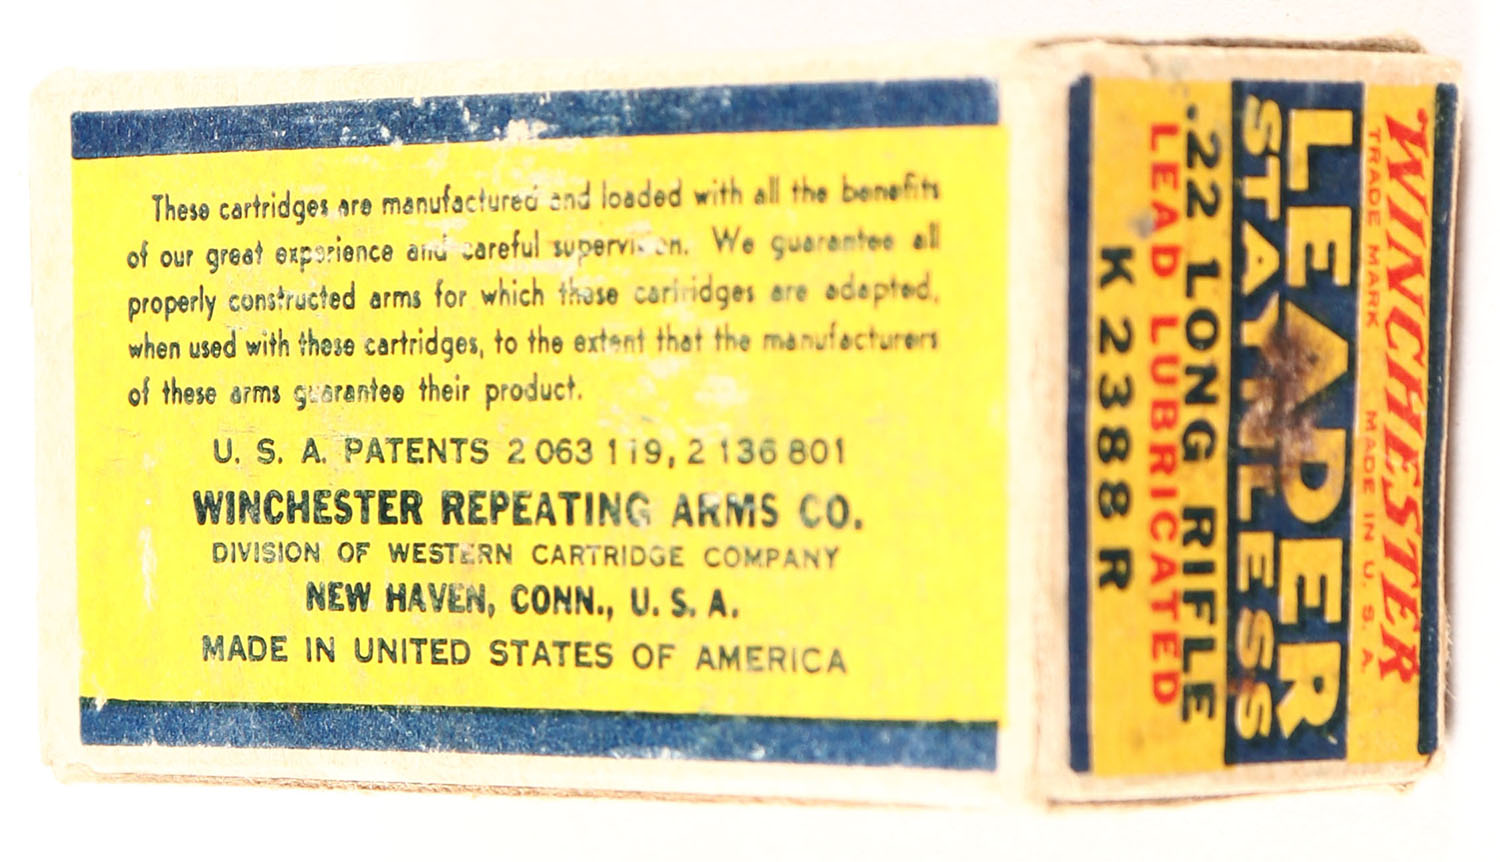 These cartridges are manufactured and loaded with all the benefits
of our great experience and careful supervision. We guarantee all
properly constructed arms for which these cartridges are adapted,
when used with these cartridges, to the extent that the manufacturers
of these arms guarantee their product.
U. S. A. PATENTS 2 063 119, 2 136 801
WINCHESTER REPEATING ARMS CO.
DIVISION OF WESTERN CARTRIDGE COMPANY
NEW HAVEN, CONN., U. S. A.
MADE IN UNITED STATES OF AMERICA
WINCHESTER
TRADE MARK MADE IN U. S. A.
LEADER
STAINLESS
.22 LONG RIFLE
LEAD LUBRICATED
K2388R